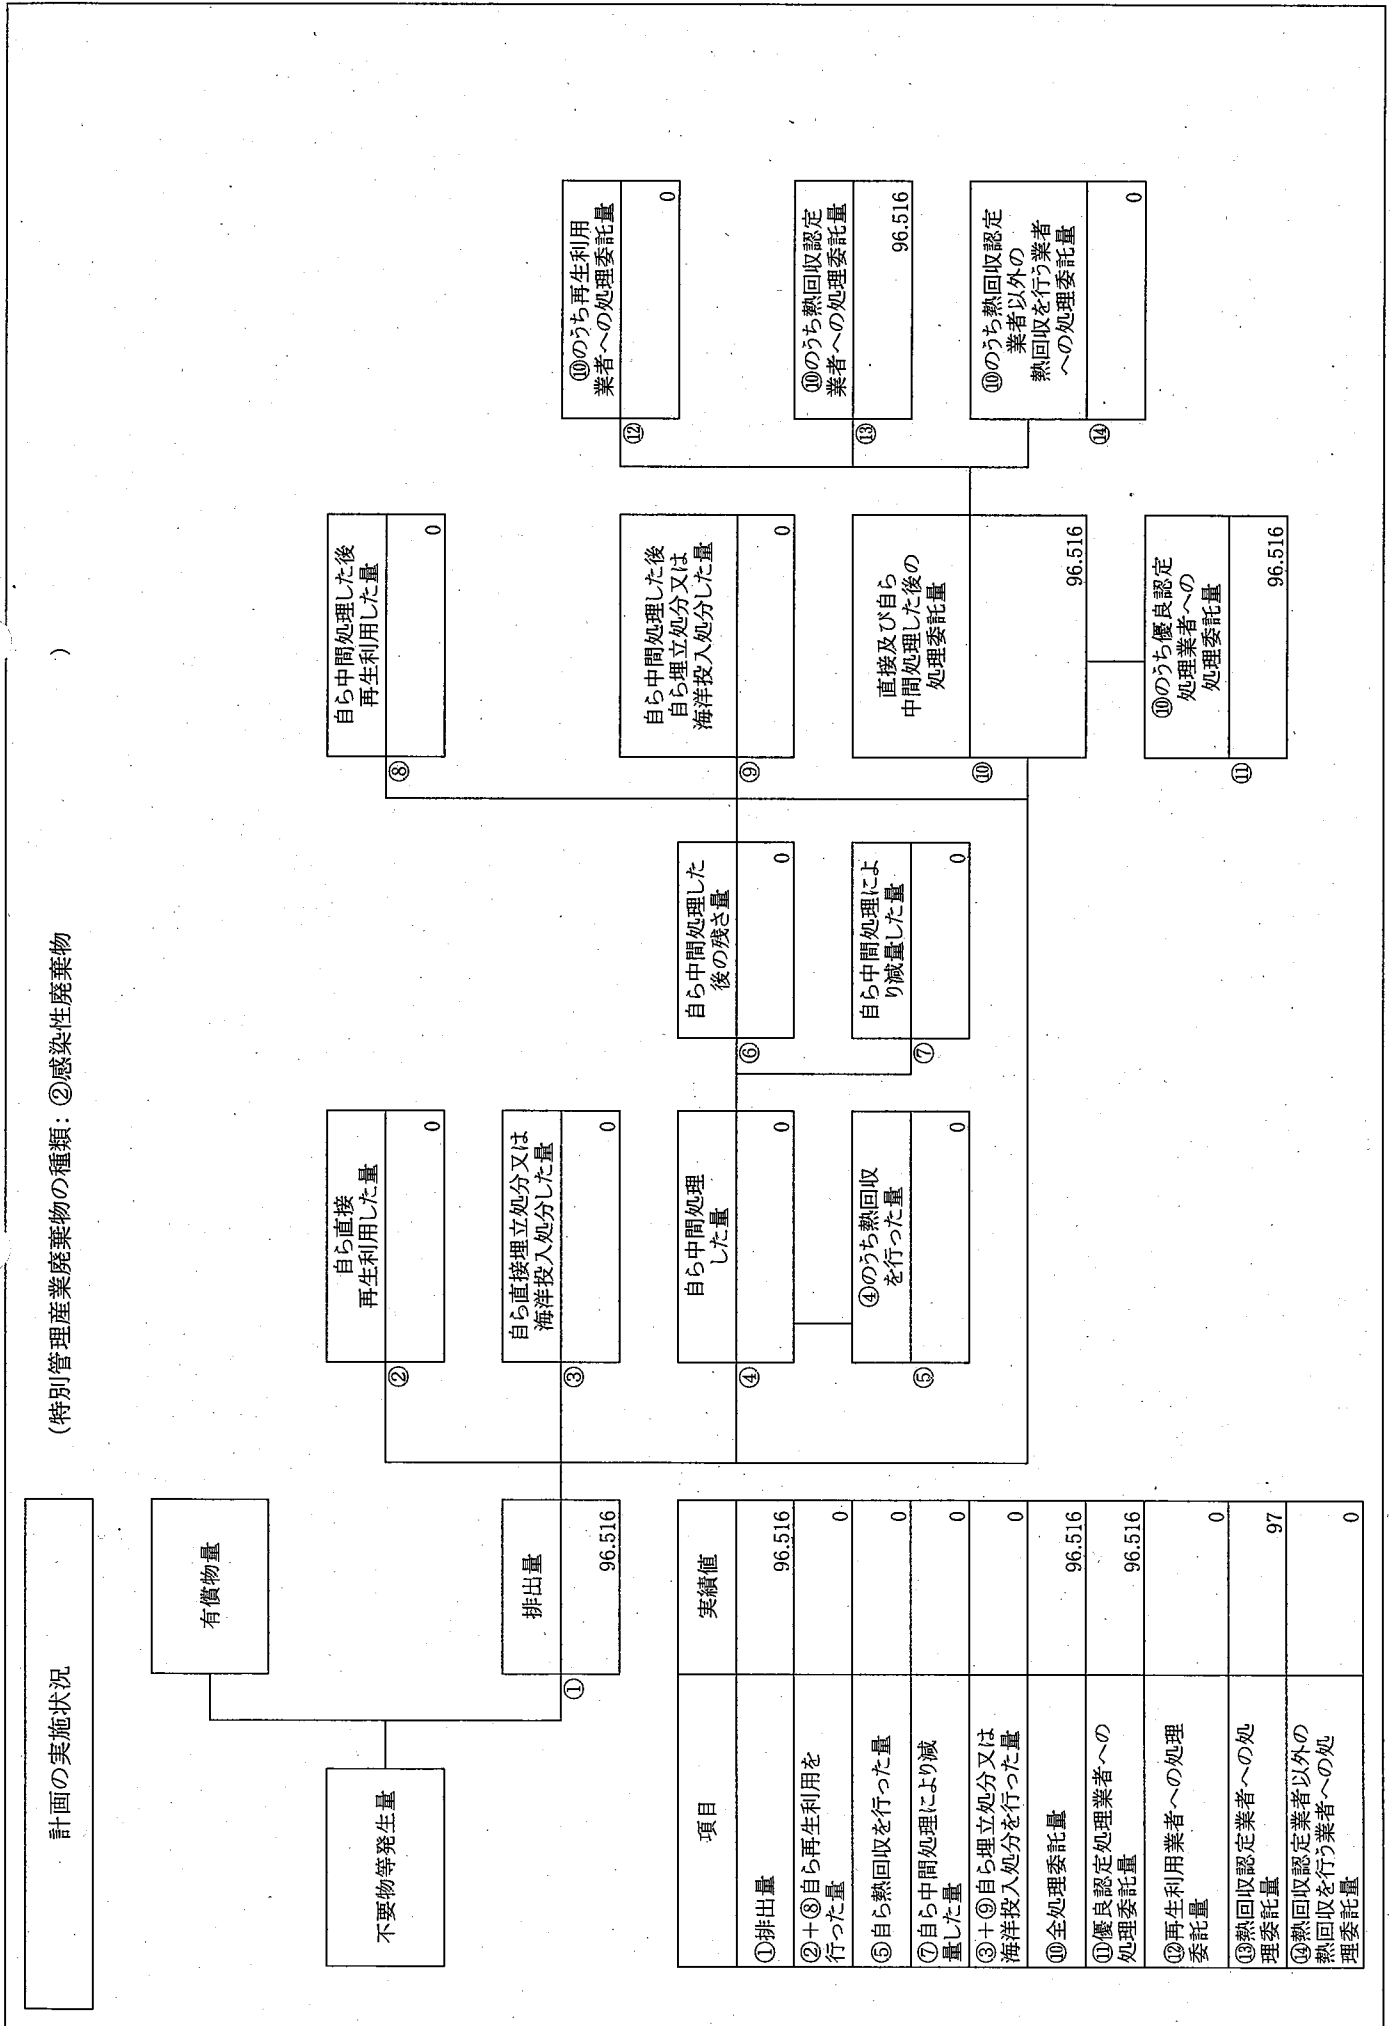 計画の実施状況
(特別管理産業廃棄物の種類：②感染性廃棄物 )
不要物等発生量
有償物量
①
排出量
96.516
②
自ら直接
再生利用した量
0
③
自ら直接埋立処分又は
海洋投入処分した量
0
④
自ら中間処理
した量
0
⑤
④のうち熱回収
を行った量
0
⑥
自ら中間処理した
後の残さ量
0
⑦
自ら中間処理によ
り減量した量
0
⑧
自ら中間処理した後
再生利用した量
0
⑨
自ら中間処理した後
自ら埋立処分又は
海洋投入処分した量
0
⑩
直接及び自ら
中間処理した後の
処理委託量
96.516
⑪
⑩のうち優良認定
処理業者への
処理委託量
96.516
⑫
⑩のうち再生利用
業者への処理委託量
0
⑬
⑩のうち熱回収認定
業者への処理委託量
96.516
⑭
⑩のうち熱回収認定
業者以外の
熱回収を行う業者
への処理委託量
0
項目 実績値
①排出量 96.516
②＋⑧自ら再生利用を
行った量 0
⑤自ら熱回収を行った量 0
⑦自ら中間処理により減
量した量 0
③＋⑨自ら埋立処分又は
海洋投入処分を行った量 0
⑩全処理委託量 96.516
⑪優良認定処理業者への
処理委託量 96.516
⑫再生利用業者への処理
委託量 0
⑬熱回収認定業者への処
理委託量 97
⑭熱回収認定業者以外の
熱回収を行う業者への処
理委託量 0